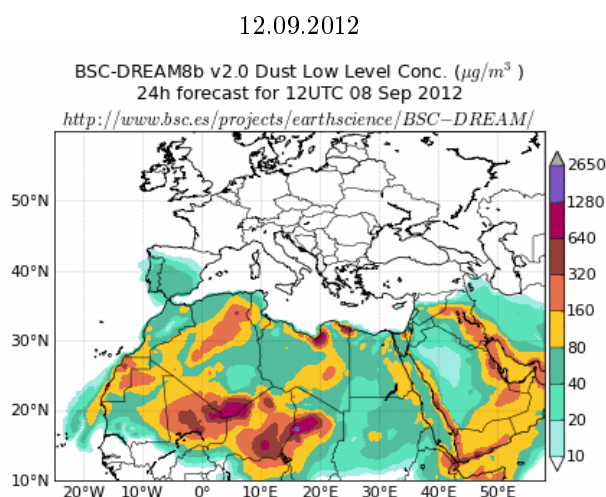 12.09.2012
BSC-DREAM8b v2.0 Dust Low Level Conc. (μg/m³ )
24h forecast for 12UTC 08 Sep 2012
http://www.bsc.es/projects/earthscience/BSC−DREAM/
2650
1280
640
320
160
80
40
20
10
50°N
40°N
30°N
20°N
10°N
20°W 10°W 0° 10°E 20°E 30°E 40°E 50°E